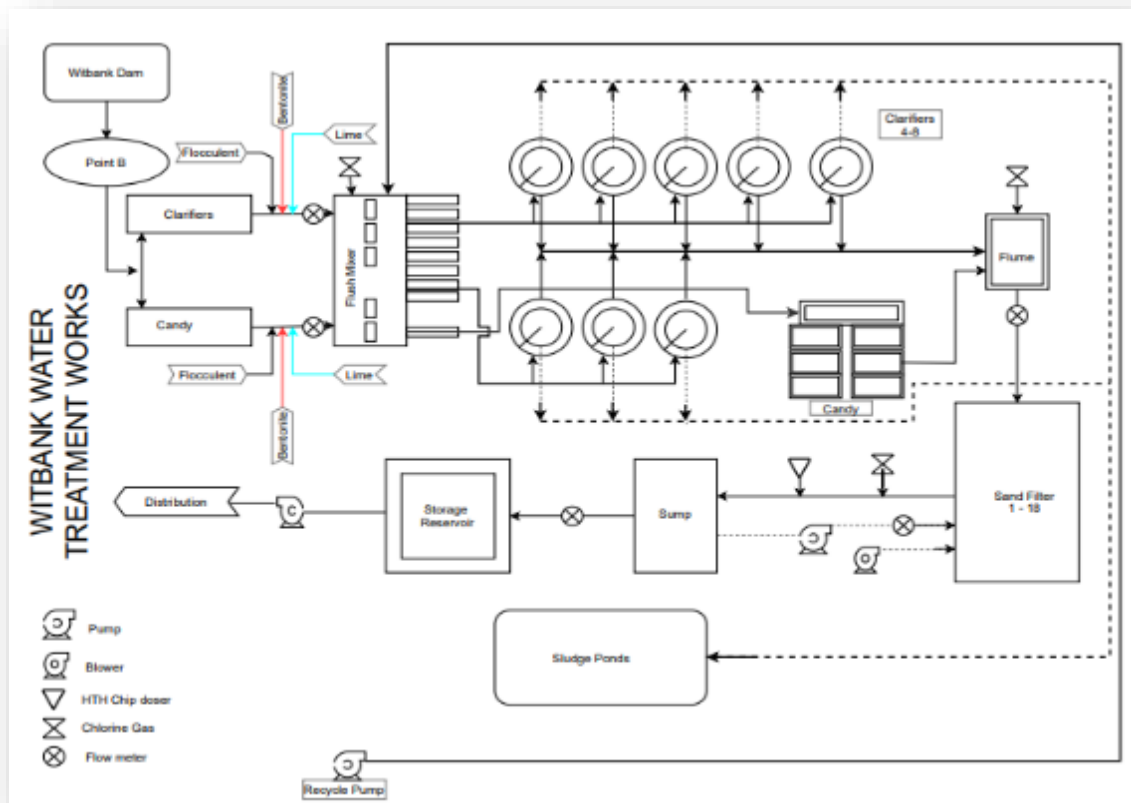 WITBANK WATER
TREATMENT WORKS
Witbank Dam
Point B
Flocculent
Bentonite
Lime
Clarifiers
Candy
Flocculent
Bentonite
Lime
Flush Mixer
Clarifiers
4-8
Flume
Candy
Sand Filter
1 - 18
Sump
Storage
Reservoir
Distribution
C
Sludge Ponds
Pump
Blower
HTH Chip doser
Chlorine Gas
Flow meter
Recycle Pump